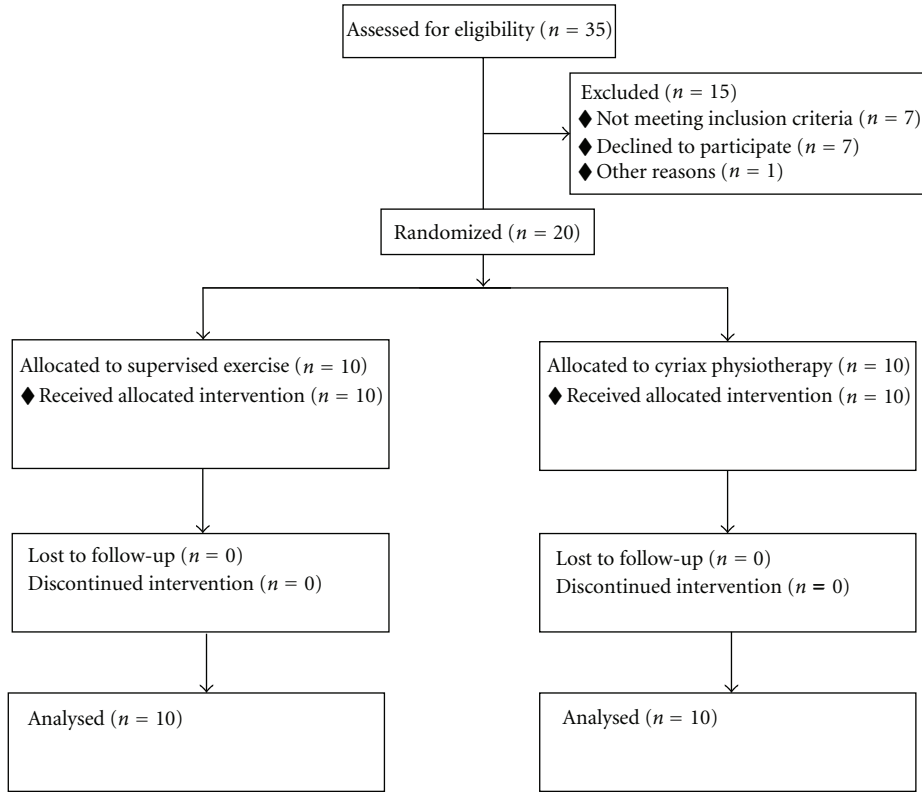 Assessed for eligibility (n = 35)
Excluded (n = 15)
♦ Not meeting inclusion criteria (n = 7)
♦ Declined to participate (n = 7)
♦ Other reasons (n = 1)
Randomized (n = 20)
Allocated to supervised exercise (n = 10)
♦ Received allocated intervention (n = 10)
Allocated to cyriax physiotherapy (n = 10)
♦ Received allocated intervention (n = 10)
Lost to follow-up (n = 0)
Discontinued intervention (n = 0)
Lost to follow-up (n = 0)
Discontinued intervention (n = 0)
Analysed (n = 10)
Analysed (n = 10)